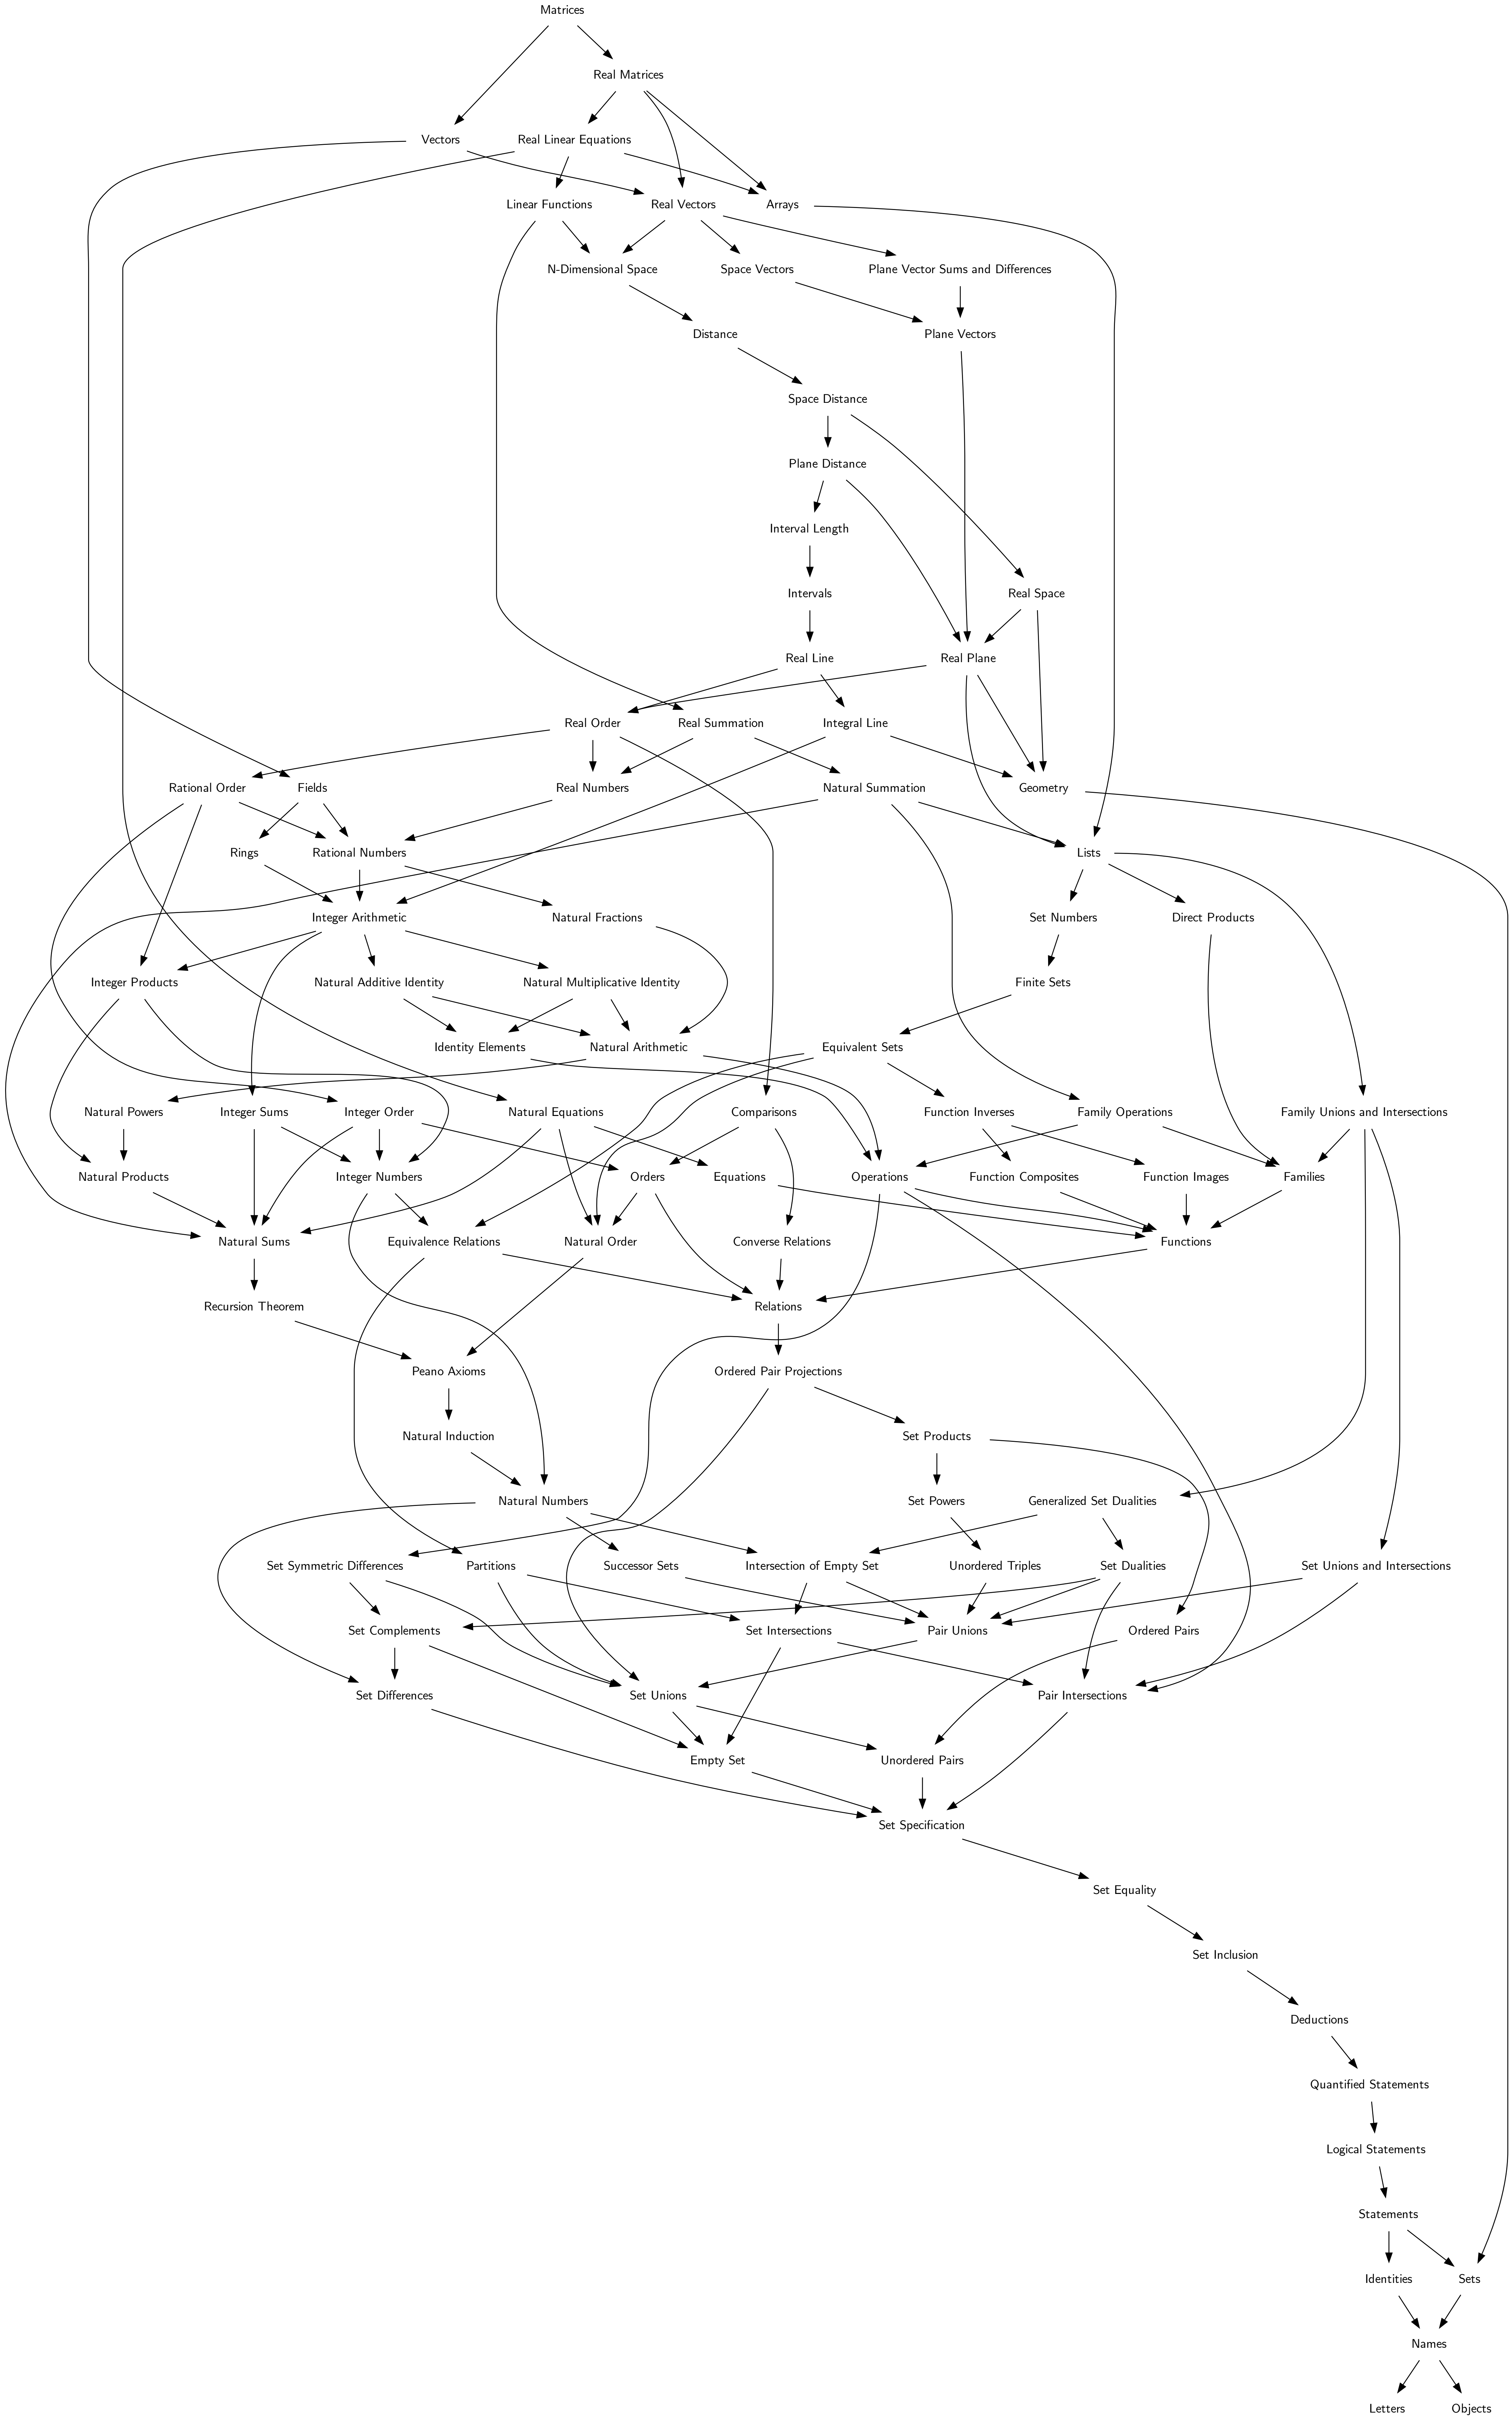 Matrices
Real Matrices
Vectors
Real Linear Equations
Linear Functions
Real Vectors
Arrays
N-Dimensional Space
Space Vectors
Plane Vector Sums and Differences
Distance
Plane Vectors
Space Distance
Plane Distance
Interval Length
Intervals
Real Space
Real Line
Real Plane
Real Order
Real Summation
Integral Line
Rational Order
Fields
Real Numbers
Natural Summation
Geometry
Rings
Rational Numbers
Lists
Integer Arithmetic
Natural Fractions
Set Numbers
Direct Products
Integer Products
Natural Additive Identity
Natural Multiplicative Identity
Finite Sets
Identity Elements
Natural Arithmetic
Equivalent Sets
Natural Powers
Integer Sums
Integer Order
Natural Equations
Comparisons
Function Inverses
Family Operations
Family Unions and Intersections
Natural Products
Integer Numbers
Orders
Equations
Operations
Function Composites
Function Images
Families
Natural Sums
Equivalence Relations
Natural Order
Converse Relations
Functions
Recursion Theorem
Relations
Peano Axioms
Ordered Pair Projections
Natural Induction
Set Products
Natural Numbers
Set Powers
Generalized Set Dualities
Set Symmetric Differences
Partitions
Successor Sets
Intersection of Empty Set
Unordered Triples
Set Dualities
Set Unions and Intersections
Set Complements
Set Intersections
Pair Unions
Ordered Pairs
Set Differences
Set Unions
Pair Intersections
Empty Set
Unordered Pairs
Set Specification
Set Equality
Set Inclusion
Deductions
Quantified Statements
Logical Statements
Statements
Identities
Sets
Names
Letters
Objects